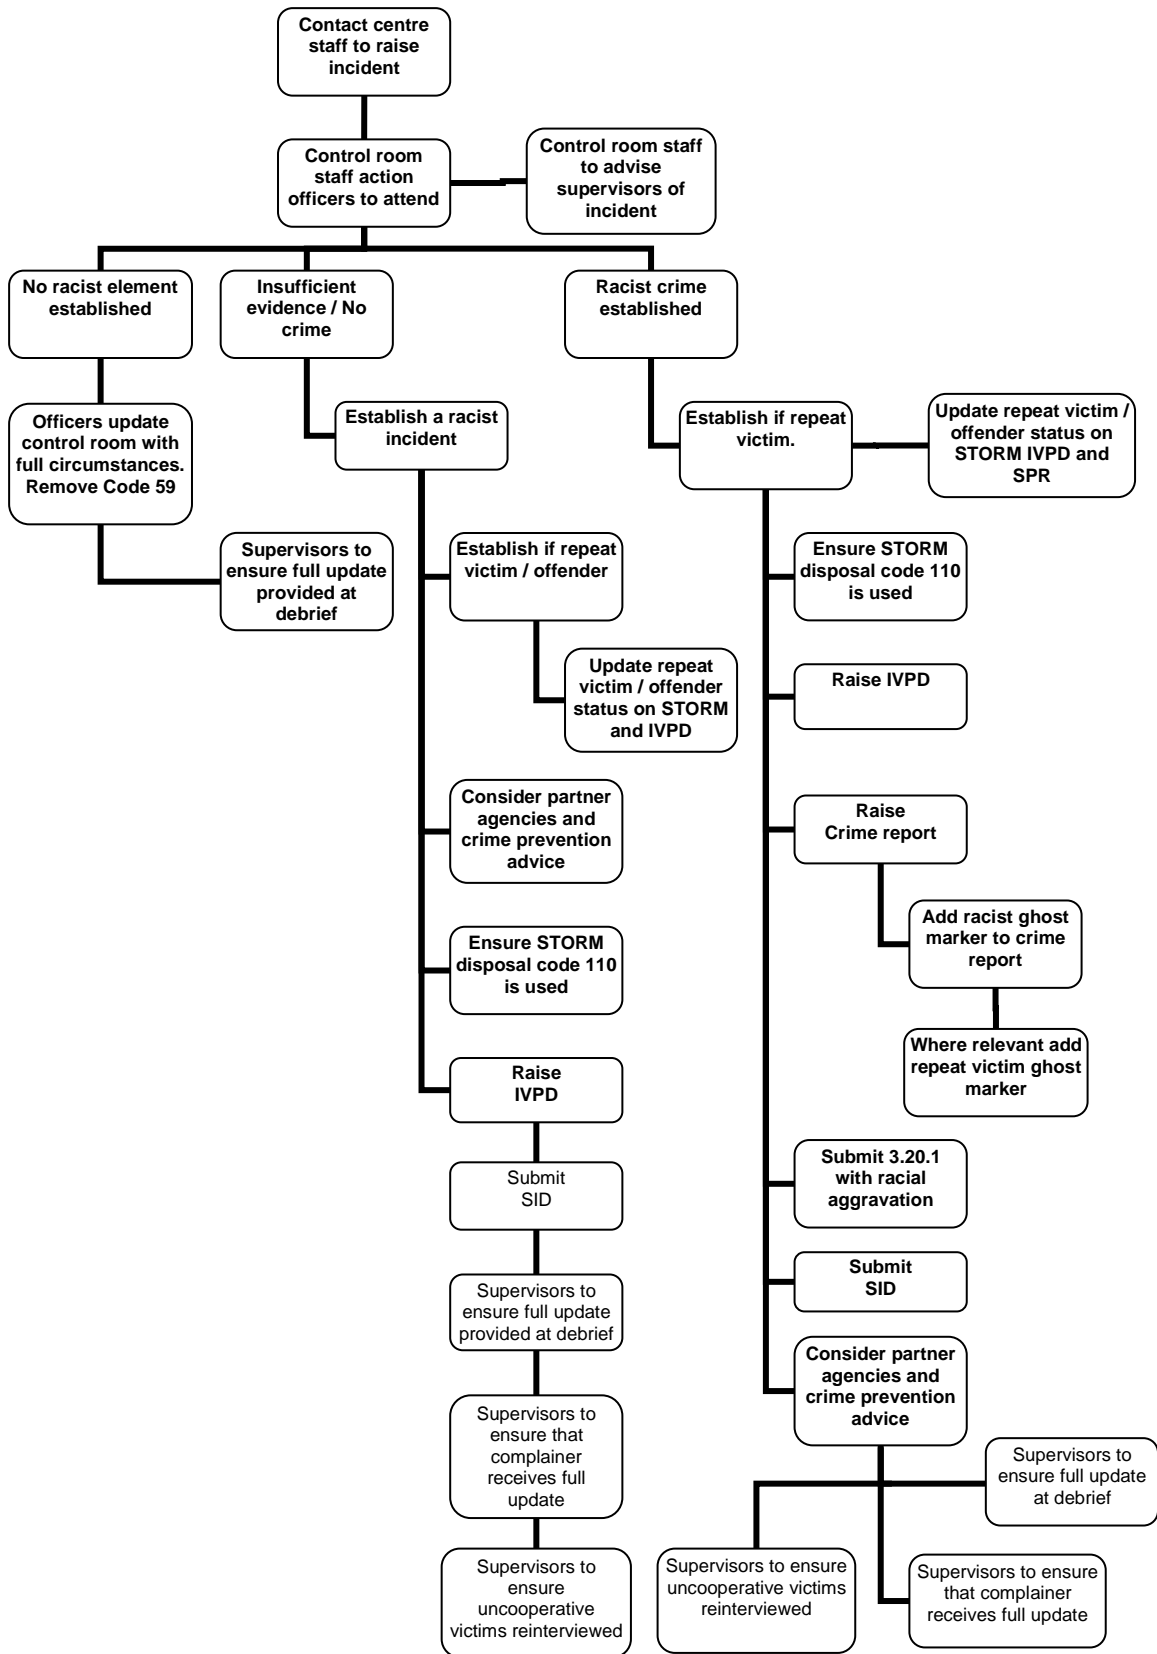 Contact centre
staff to raise
incident
Control room
staff action
officers to attend
Control room staff
to advise
supervisors of
incident
No racist element
established
Insufficient
evidence / No
crime
Racist crime
established
Officers update
control room with
full circumstances.
Remove Code 59
Establish a racist
incident
Establish if repeat
victim.
Update repeat victim /
offender status on
STORM IVPD and
SPR
Supervisors to
ensure full update
provided at
debrief
Establish if repeat
victim / offender
Ensure STORM
disposal code 110
is used
Update repeat
victim / offender
status on STORM
and IVPD
Raise IVPD
Consider partner
agencies and
crime prevention
advice
Raise
Crime report
Add racist ghost
marker to crime
report
Ensure STORM
disposal code 110
is used
Where relevant add
repeat victim ghost
marker
Raise
IVPD
Submit
SID
Submit 3.20.1
with racial
aggravation
Submit
SID
Supervisors to
ensure full update
provided at debrief
Consider partner
agencies and
crime prevention
advice
Supervisors to
ensure that
complainer
receives full
update
Supervisors to
ensure full update
at debrief
Supervisors to
ensure
uncooperative
victims reinterviewed
Supervisors to ensure
uncooperative victims
reinterviewed
Supervisors to ensure
that complainer
receives full update